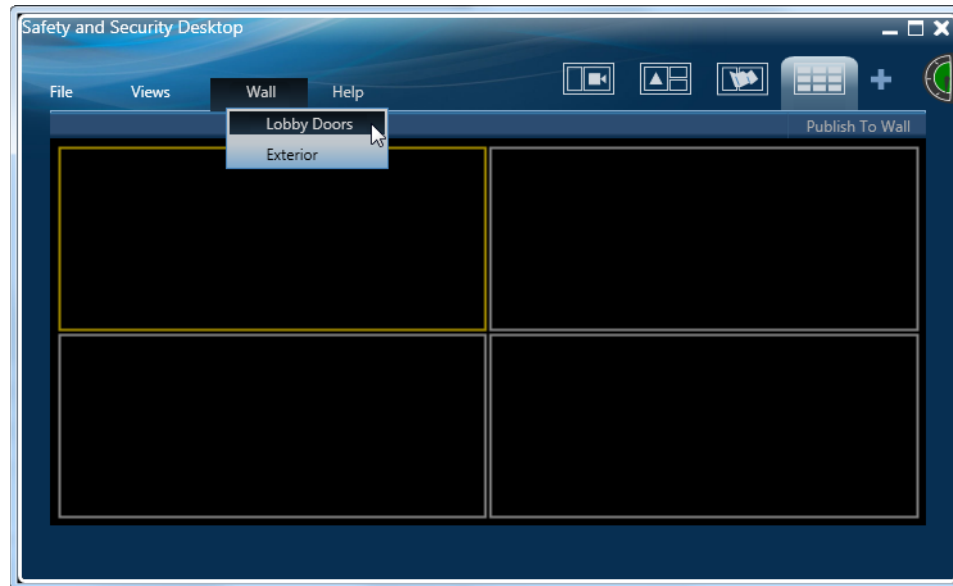 Safety and Security Desktop
File Views Wall Help
Lobby Doors
Publish To Wall
Exterior